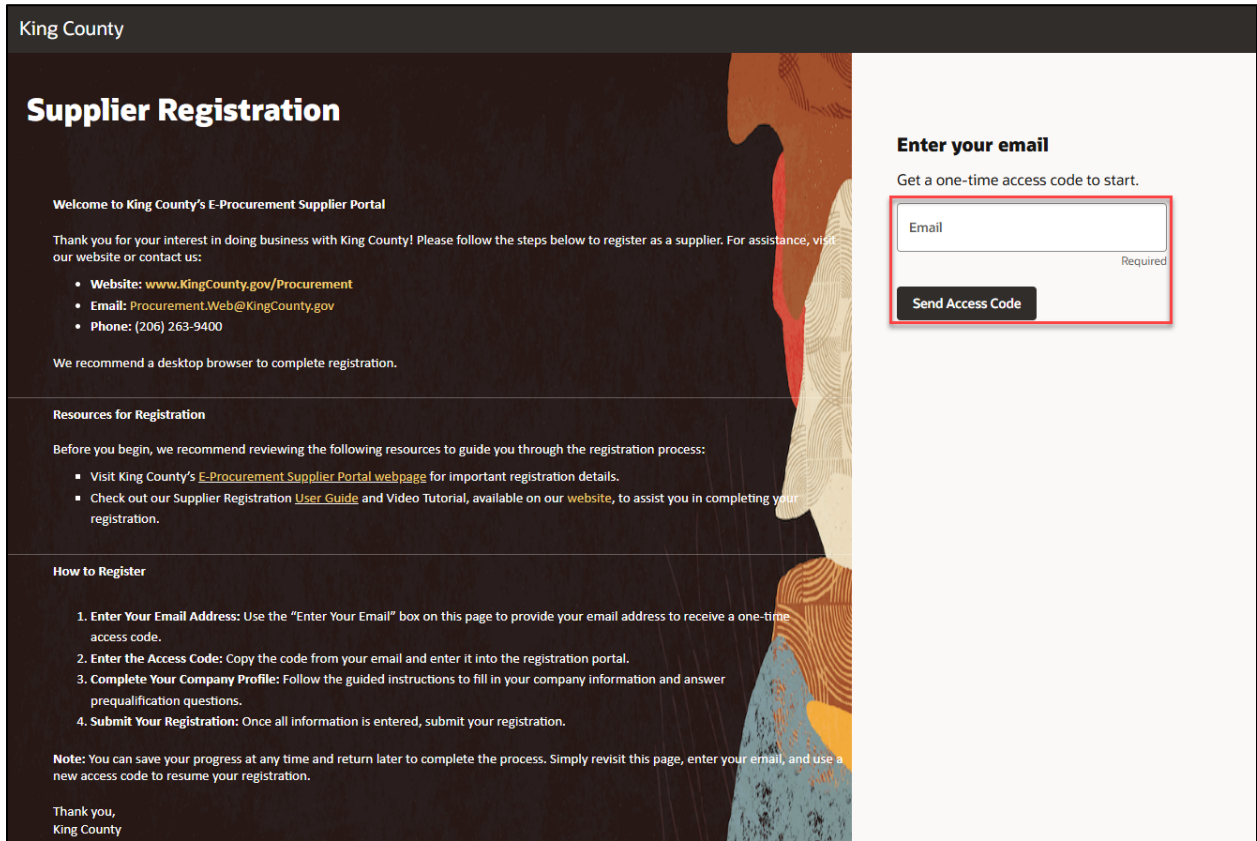 King County
Supplier Registration
Welcome to King County's E-Procurement Supplier Portal
Thank you for your interest in doing business with King County! Please follow the steps below to register as a supplier. For assistance, visit
our website or contact us:
• Website: www.KingCounty.gov/Procurement
• Email: Procurement.Web@KingCounty.gov
• Phone: (206) 263-9400
We recommend a desktop browser to complete registration.
Resources for Registration
Before you begin, we recommend reviewing the following resources to guide you through the registration process:
▪ Visit King County's E-Procurement Supplier Portal webpage for important registration details.
▪ Check out our Supplier Registration User Guide and Video Tutorial, available on our website, to assist you in completing your
registration.
How to Register
1. Enter Your Email Address: Use the “Enter Your Email” box on this page to provide your email address to receive a one-time
access code.
2. Enter the Access Code: Copy the code from your email and enter it into the registration portal.
3. Complete Your Company Profile: Follow the guided instructions to fill in your company information and answer
prequalification questions.
4. Submit Your Registration: Once all information is entered, submit your registration.
Note: You can save your progress at any time and return later to complete the process. Simply revisit this page, enter your email, and use a
new access code to resume your registration.
Thank you,
King County
Enter your email
Get a one-time access code to start.
Email
Required
Send Access Code